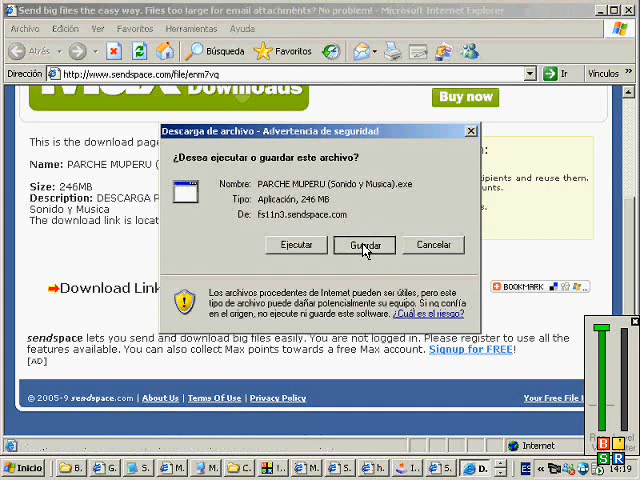 Send big files the easy way. Files too large for email attachments? No problem! - Microsoft Internet Explorer
Archivo Edición Ver Favoritos Herramientas Ayuda
Atrás Búsqueda Favoritos
Dirección http://www.sendspace.com/file/enm7vq Ir Vínculos »
Downloads Buy now
This is the download page
Name: PARCHE MUPERU (S
Size: 246MB
Description: DESCARGA P
Sonido y Musica
The download link is locat
Descarga de archivo - Advertencia de seguridad
¿Desea ejecutar o guardar este archivo?
Nombre: PARCHE MUPERU (Sonido y Musica).exe
Tipo: Aplicación, 246 MB
De: fs11n3.sendspace.com
Ejecutar Guardar Cancelar
Los archivos procedentes de Internet pueden ser útiles, pero este
tipo de archivo puede dañar potencialmente su equipo. Si no confía
en el origen, no ejecute ni guarde este software. ¿Cuál es el riesgo?
n:
ecipients and reuse them.
ounts.
Download Link
BOOKMARK
sendspace lets you send and download big files easily. You are not logged in. Please register to use all the
features available. You can also collect Max points towards a free Max account. Signup for FREE!
[AD]
© 2005-9 sendspace.com | About Us | Terms Of Use | Privacy Policy Your Free File
Internet
B S R
Inicio B. G. S. M. M. C. I.. M. S. h. I.. S. D. ES « 14:19